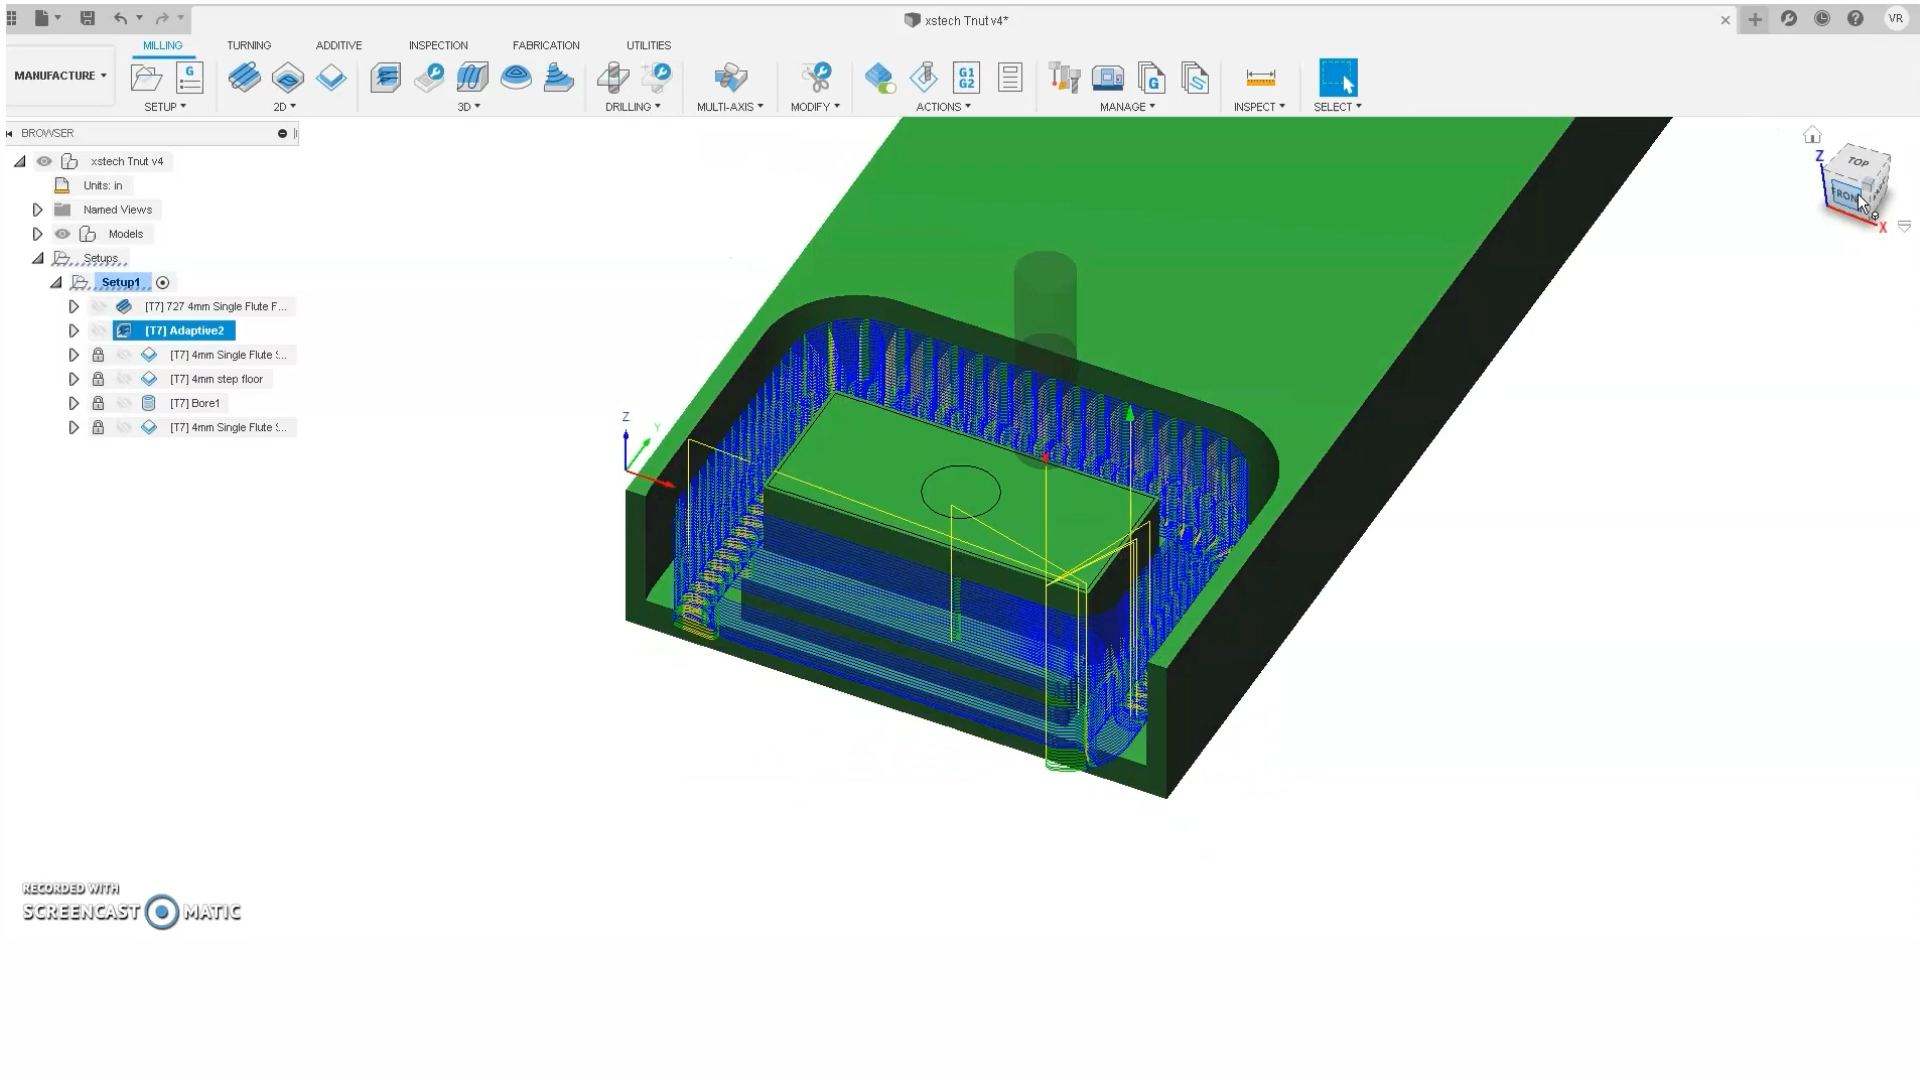 xstech Tnut v4*
VR
MILLING TURNING ADDITIVE INSPECTION FABRICATION UTILITIES
MANUFACTURE
G
G1
G2
G
SETUP 2D 3D DRILLING MULTI-AXIS MODIFY ACTIONS MANAGE INSPECT SELECT
BROWSER
xstech Tnut v4
Units: in
Named Views
Models
Setups
Setup1
[T7] 727 4mm Single Flute F...
[T7] Adaptive2
[T7] 4mm Single Flute S...
[T7] 4mm step floor
[T7] Bore1
[T7] 4mm Single Flute S...
Z
Y
Z
TOP
FRON
X
RECORDED WITH
SCREENCAST MATIC